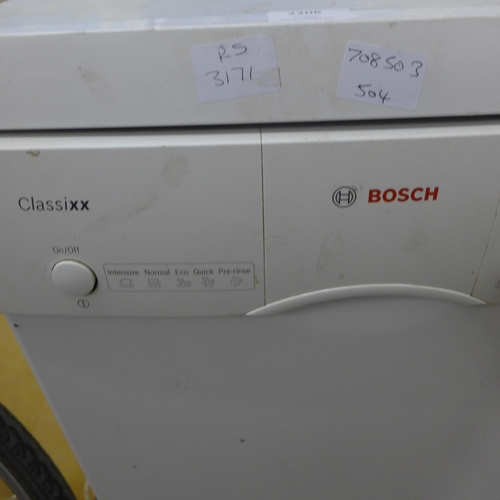 RS
3171
708503
504
Classixx
BOSCH
On/Off
Intensive Normal Eco Quick Pre-rinse